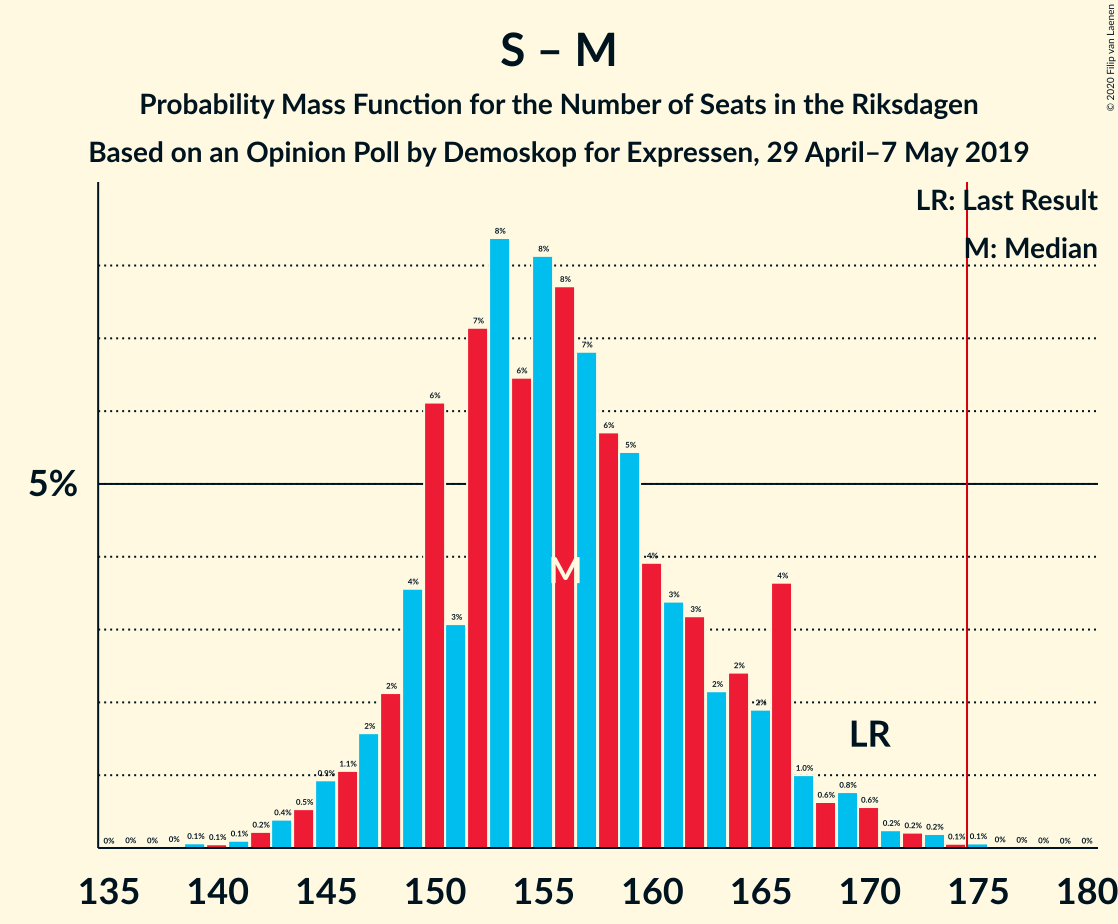 S – M
Probability Mass Function for the Number of Seats in the Riksdagen
Based on an Opinion Poll by Demoskop for Expressen, 29 April–7 May 2019
© 2020 Filip van Laenen
LR: Last Result
M: Median
5%
0% 0% 0% 0% 0.1% 0.1% 0.1% 0.2% 0.4% 0.5% 0.9% 1.1% 2% 2% 4% 6% 3% 7% 8% 6% 8% 8% 7% 6% 5% 4% 3% 3% 2% 2% 2% 4% 1.0% 0.6% 0.8% 0.6% 0.2% 0.2% 0.2% 0.1% 0.1% 0% 0% 0% 0% 0%
M
LR
135 140 145 150 155 160 165 170 175 180